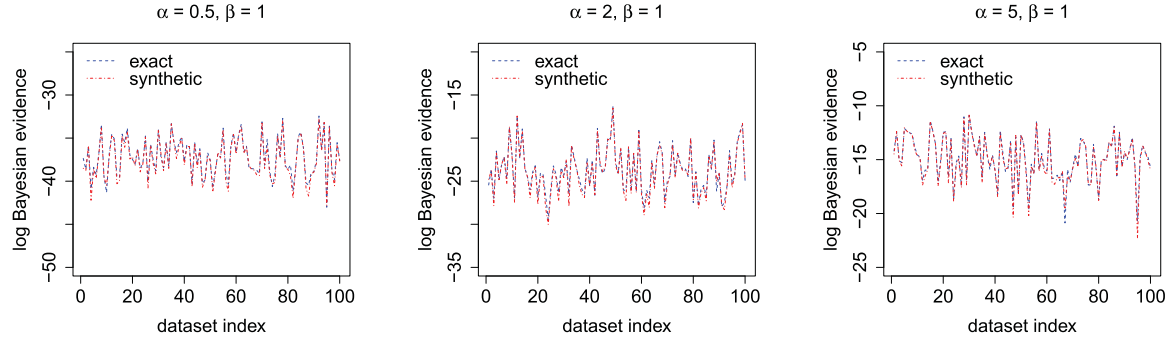 α = 0.5, β = 1
exact
synthetic
log Bayesian evidence
−30
−40
−50
0 20 40 60 80 100
dataset index
α = 2, β = 1
exact
synthetic
log Bayesian evidence
−15
−25
−35
0 20 40 60 80 100
dataset index
α = 5, β = 1
exact
synthetic
log Bayesian evidence
−5
−10
−15
−20
−25
0 20 40 60 80 100
dataset index